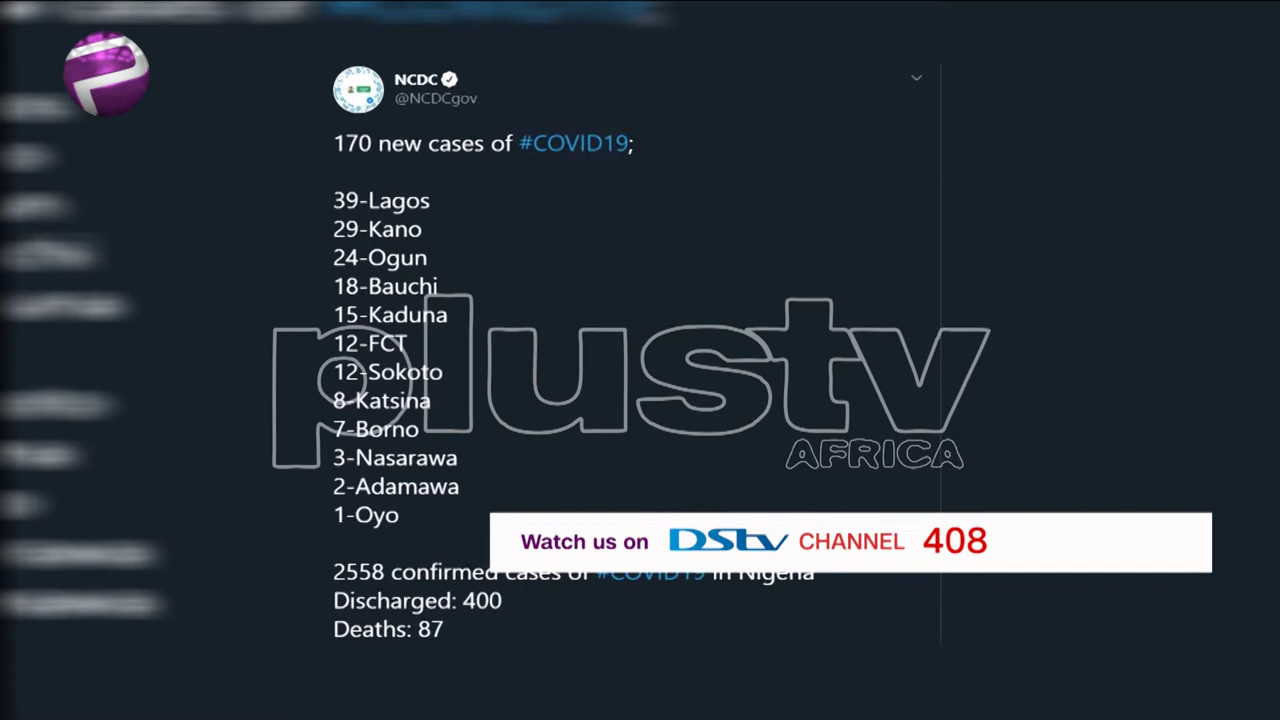 NCDC
@NCDCgov
170 new cases of #COVID19;
39-Lagos
29-Kano
24-Ogun
18-Bauchi
15-Kaduna
12-FCT
12-Sokoto
8-Katsina
7-Borno
3-Nasarawa
2-Adamawa
1-Oyo
plustv
AFRICA
Watch us on DStv CHANNEL 408
2558 confirmed cases of #COVID19 in Nigeria
Discharged: 400
Deaths: 87